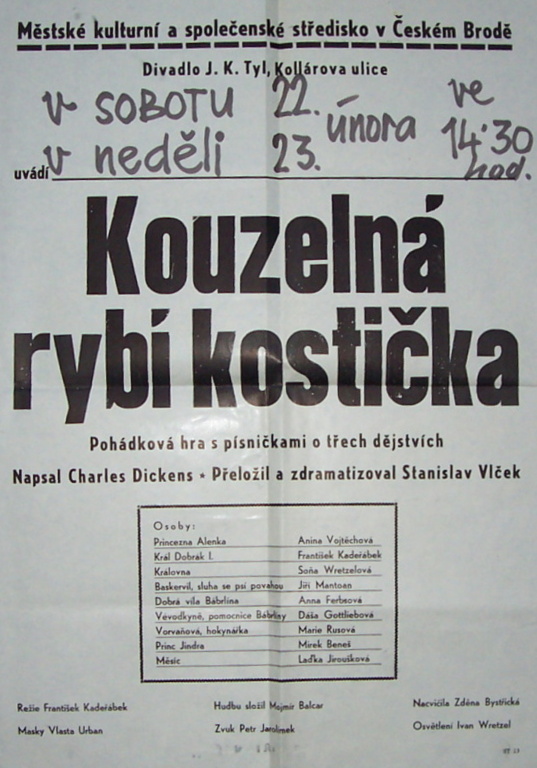 Městské kulturní a společenské středisko v Českém Brodě
Divadlo J. K. Tyl, Kollárova ulice
v SOBOTU 22. února ve
v neděli 23. 14·30 hod.
uvádí
Kouzelná
rybí kostička
Pohádková hra s písničkami o třech dějstvích
Napsal Charles Dickens * Přeložil a zdramatizoval Stanislav Vlček
Osoby:
Princezna Alenka Anina Vojtěchová
Král Dobrák I. František Kadeřábek
Královna Soňa Wretzelová
Baskervil, sluha se psí povahou Jiří Mantoan
Dobrá víla Bábrlína Anna Ferbsová
Vévodkyně, pomocnice Bábrlíny Dáša Gottliebová
Vorvaňová, hokynářka Marie Rusová
Princ Jindra Mirek Beneš
Měsíc Laďka Jiroušková
Režie František Kadeřábek Hudbu složil Mojmír Balcar Nacvičila Zdena Bystřická
Masky Vlasta Urban Zvuk Petr Jarolímek Osvětlení Ivan Wretzel